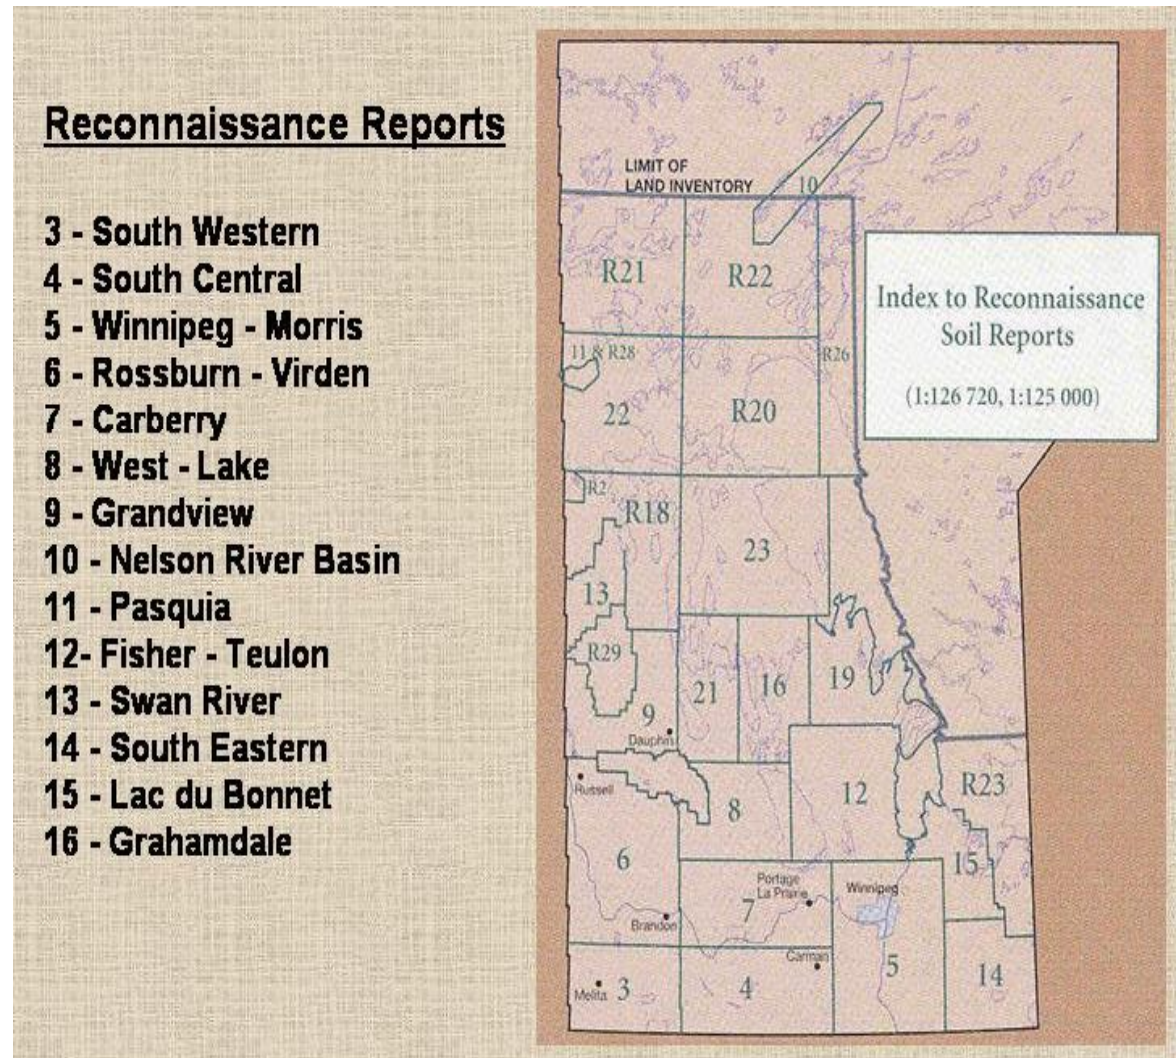 Reconnaissance Reports
3 - South Western
4 - South Central
5 - Winnipeg - Morris
6 - Rossburn - Virden
7 - Carberry
8 - West - Lake
9 - Grandview
10 - Nelson River Basin
11 - Pasquia
12- Fisher - Teulon
13 - Swan River
14 - South Eastern
15 - Lac du Bonnet
16 - Grahamdale
LIMIT OF
LAND INVENTORY
10
R21
R22
Index to Reconnaissance
Soil Reports
(1:126 720, 1:125 000)
11 & R28
R26
22
R20
R2
R18
23
13
R29
21
16
19
9
Dauphin
Russell
8
12
R23
6
15
Portage
La Prairie
7
Winnipeg
Brandon
Carman
5
Melita
3
4
14